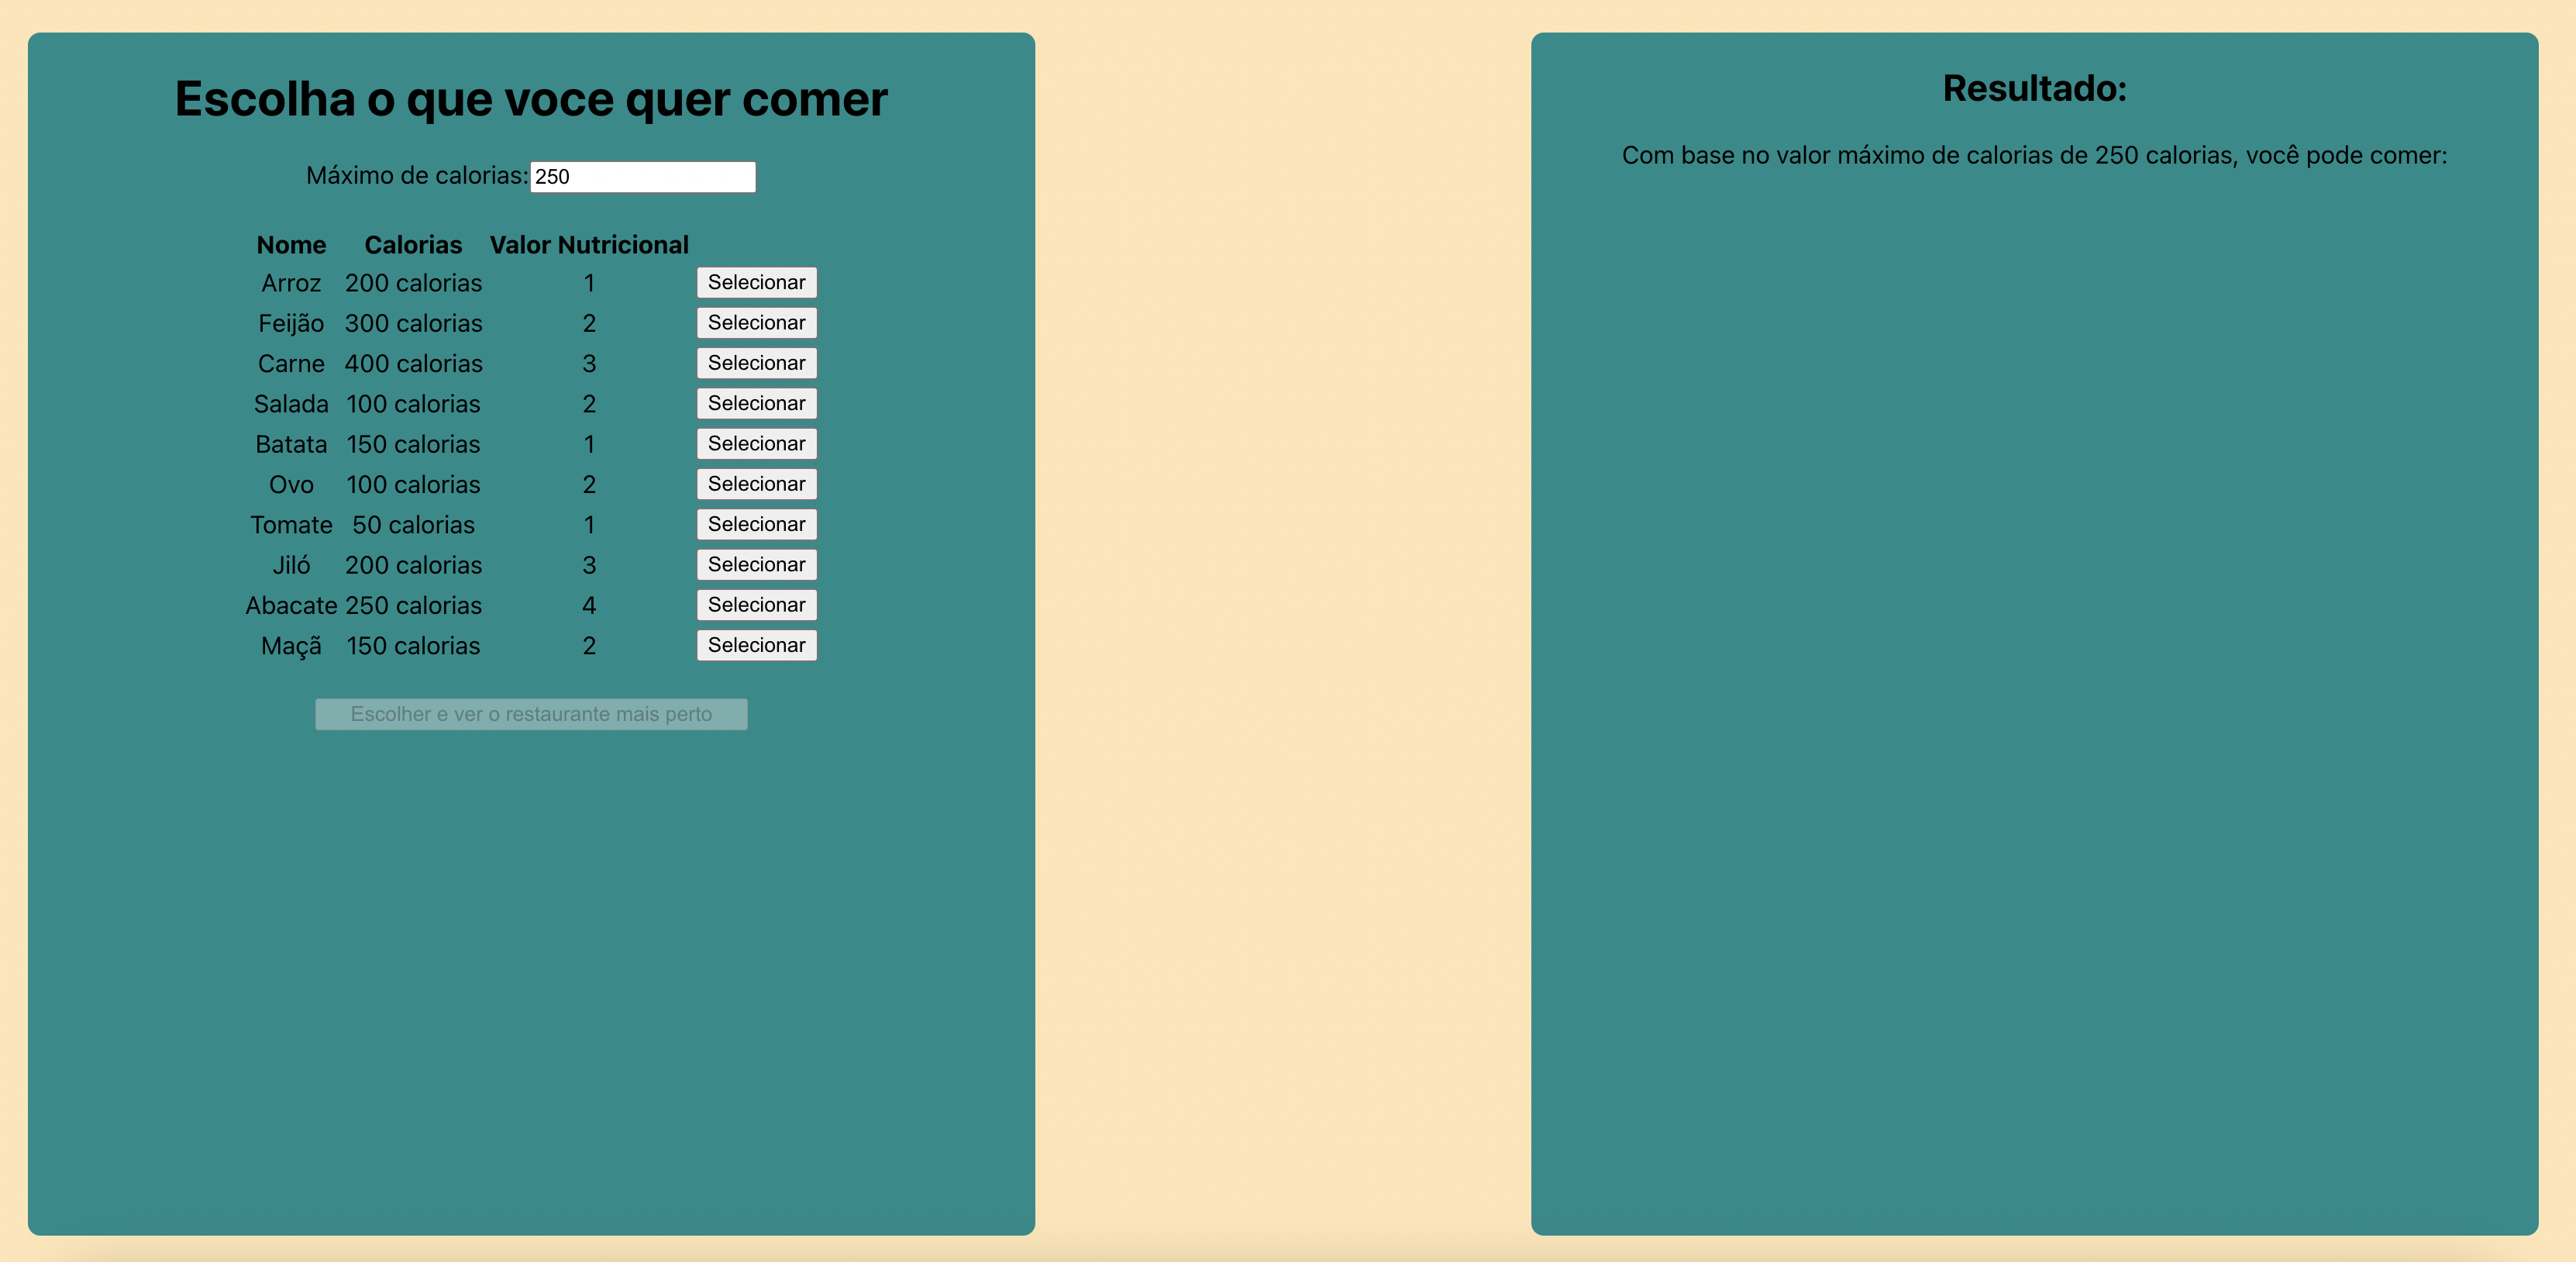 Escolha o que voce quer comer
Máximo de calorias: 250
Nome Calorias Valor Nutricional
Arroz 200 calorias 1 Selecionar
Feijão 300 calorias 2 Selecionar
Carne 400 calorias 3 Selecionar
Salada 100 calorias 2 Selecionar
Batata 150 calorias 1 Selecionar
Ovo 100 calorias 2 Selecionar
Tomate 50 calorias 1 Selecionar
Jiló 200 calorias 3 Selecionar
Abacate 250 calorias 4 Selecionar
Maçã 150 calorias 2 Selecionar
Escolher e ver o restaurante mais perto
Resultado:
Com base no valor máximo de calorias de 250 calorias, você pode comer: